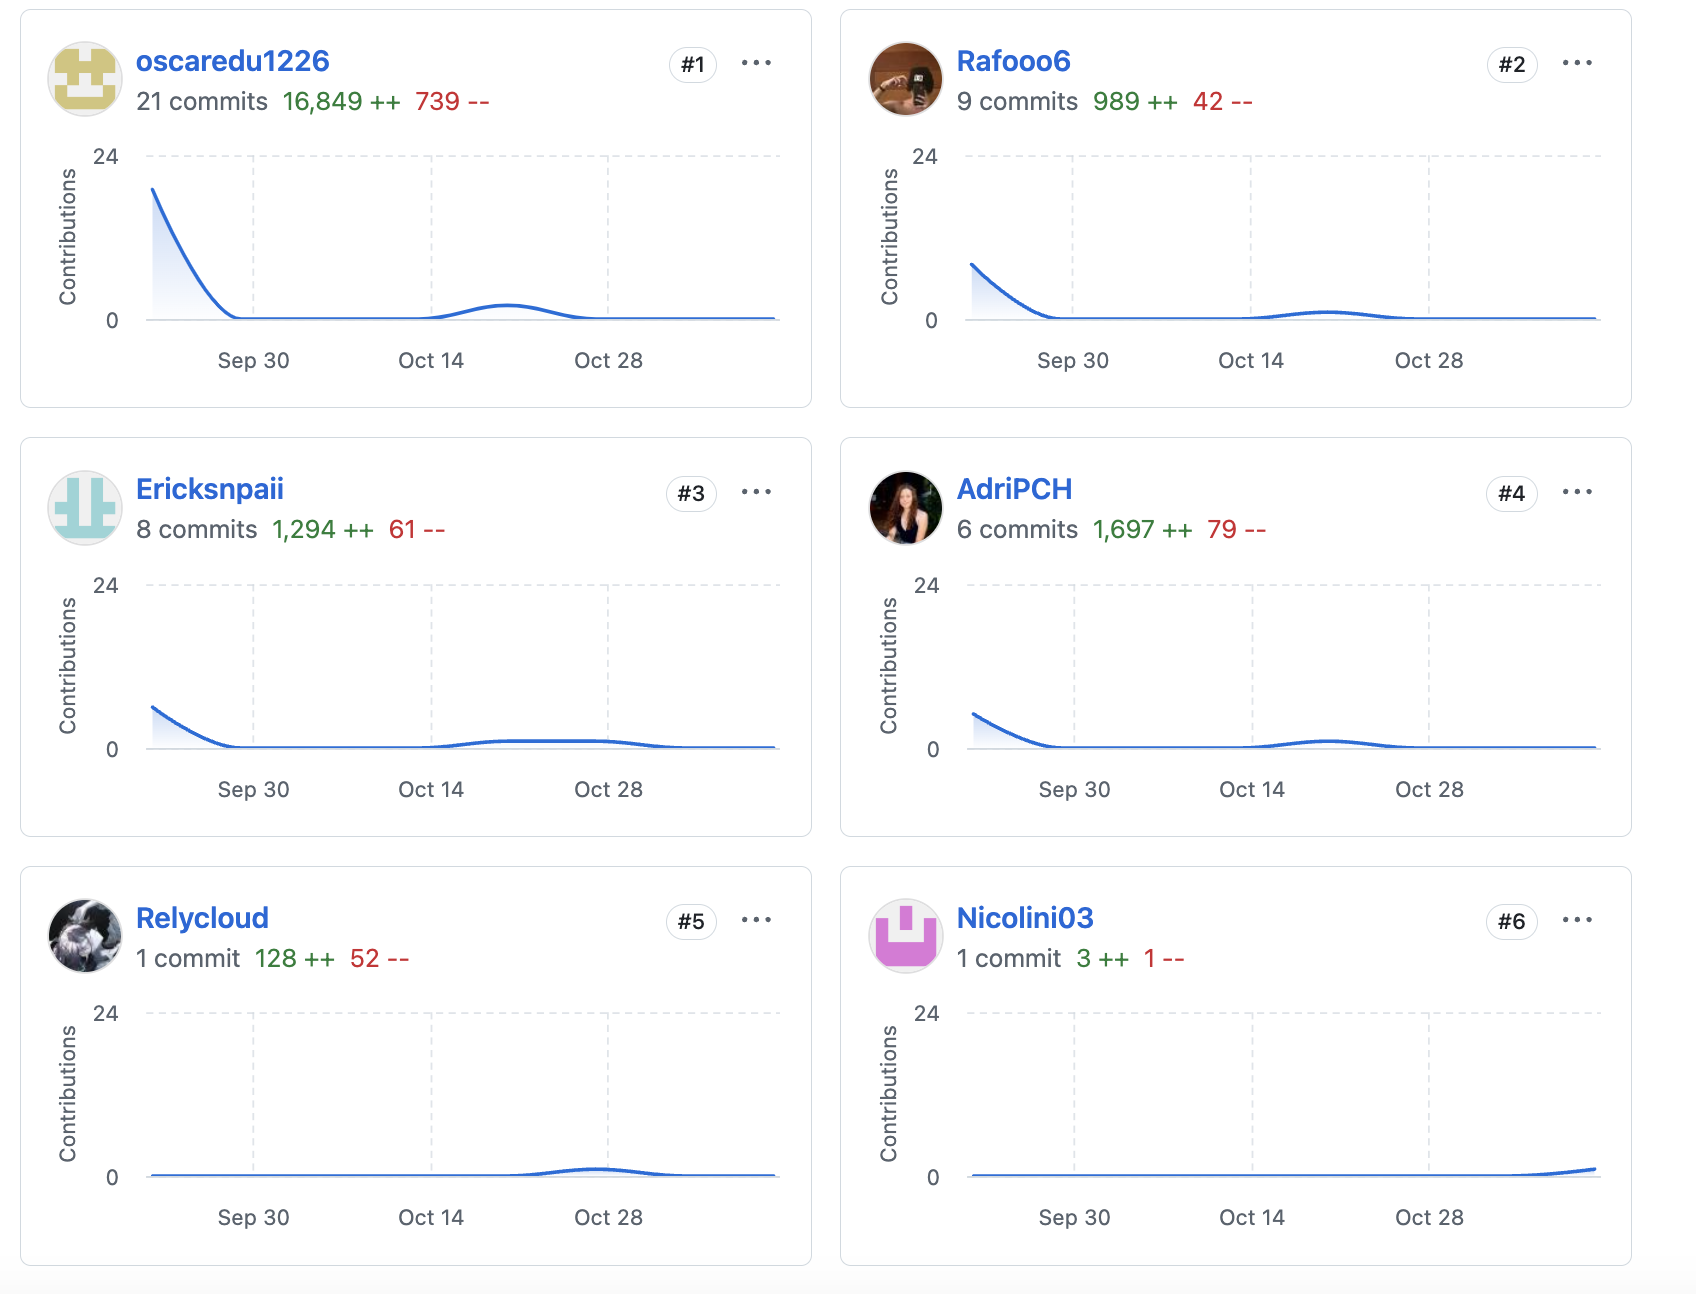 oscaredu1226
#1
21 commits 16,849 ++ 739 --
Contributions
24
0
Sep 30 Oct 14 Oct 28
Rafooo6
#2
9 commits 989 ++ 42 --
Contributions
24
0
Sep 30 Oct 14 Oct 28
Ericksnpaii
#3
8 commits 1,294 ++ 61 --
Contributions
24
0
Sep 30 Oct 14 Oct 28
AdriPCH
#4
6 commits 1,697 ++ 79 --
Contributions
24
0
Sep 30 Oct 14 Oct 28
Relycloud
#5
1 commit 128 ++ 52 --
Contributions
24
0
Sep 30 Oct 14 Oct 28
Nicolini03
#6
1 commit 3 ++ 1 --
Contributions
24
0
Sep 30 Oct 14 Oct 28